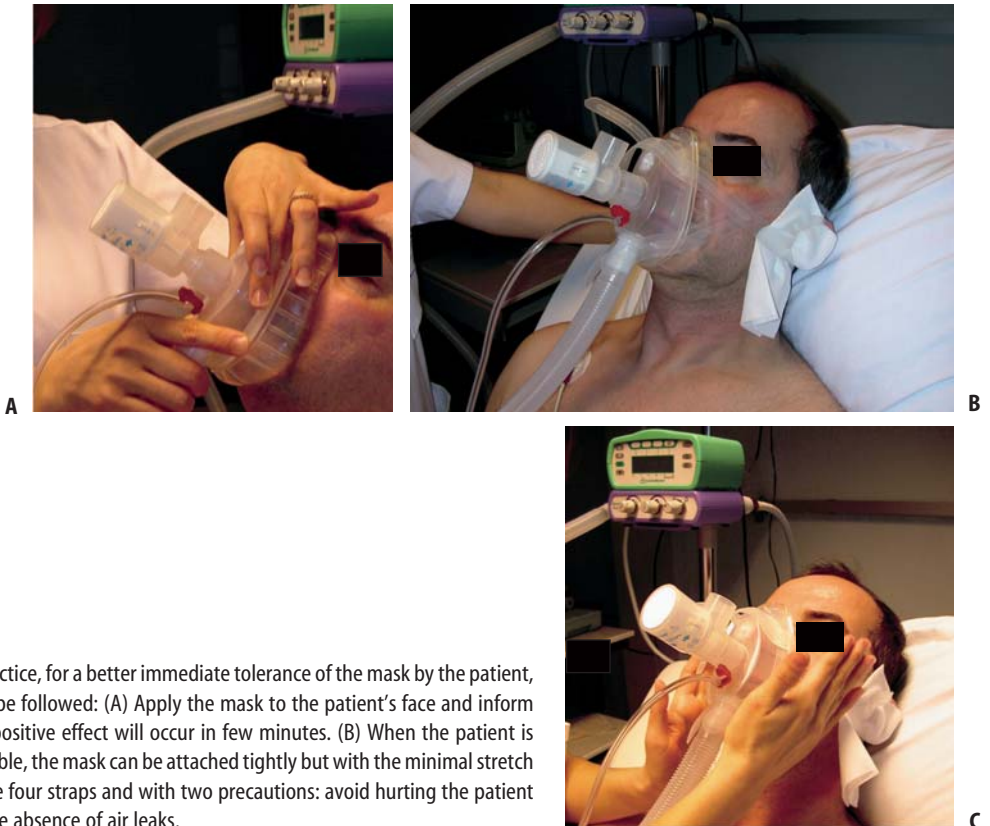 A
B
C
ctice, for a better immediate tolerance of the mask by the patient,
be followed: (A) Apply the mask to the patient's face and inform
positive effect will occur in few minutes. (B) When the patient is
ble, the mask can be attached tightly but with the minimal stretch
e four straps and with two precautions: avoid hurting the patient
e absence of air leaks.